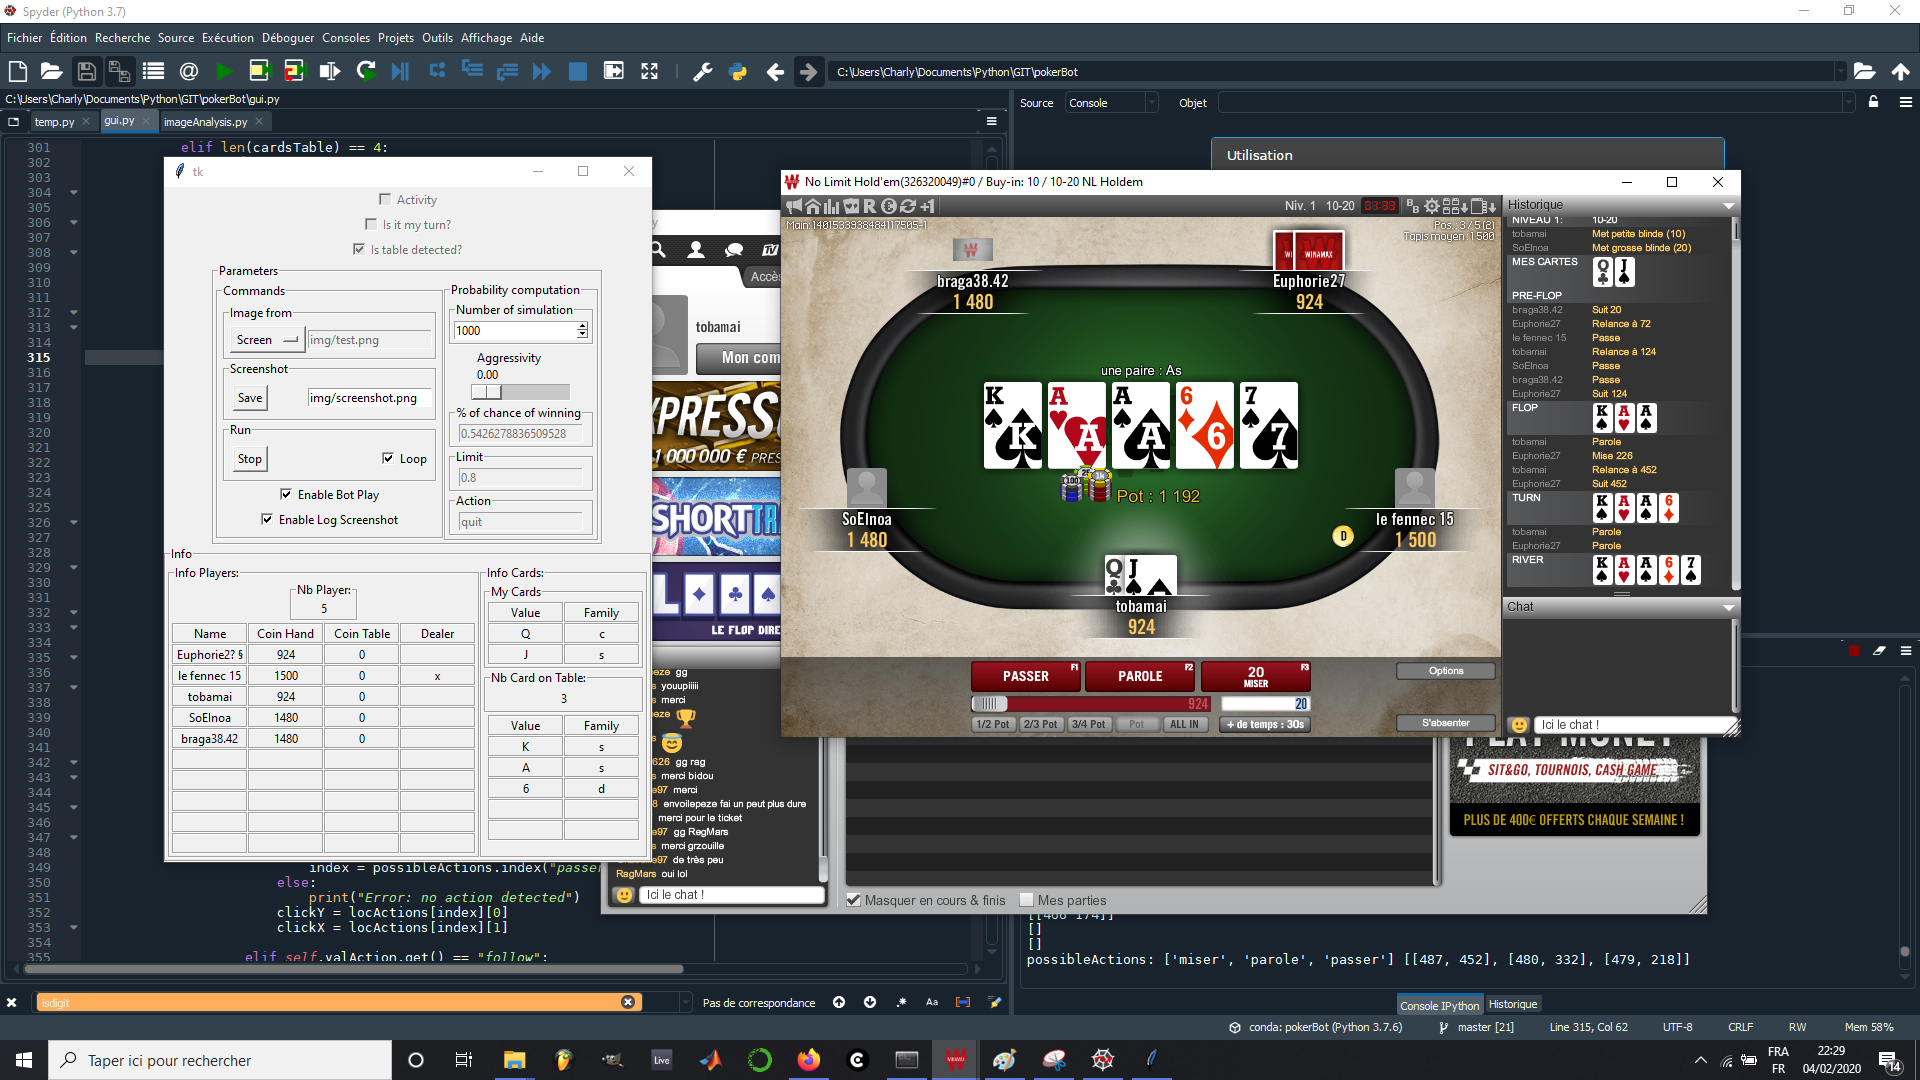 Spyder (Python 3.7)
Fichier Édition Recherche Source Exécution Déboguer Consoles Projets Outils Affichage Aide
C:\Users\Charly\Documents\Python\GIT\pokerBot
C:\Users\Charly\Documents\Python\GIT\pokerBot\gui.py
temp.py gui.py imageAnalysis.py
Source Console Objet
Utilisation
301 elif len(cardsTable) == 4:
302
303
304
305
306
307
308
309
310
311
312
313
314
315
316
317
318
319
320
321
322
323
324
325
326
327
328
329
330
331
332
333
334
335
336
337
338
339
340
341
342
343
344
345
346
347
348
349 index = possibleActions.index("passer
350 else:
351 print("Error: no action detected")
352 clickY = locActions[index][0]
353 clickX = locActions[index][1]
354
355 elif self.valAction.get() == "follow":
tk
Activity
Is it my turn?
Is table detected?
Parameters
Commands
Image from
Screen img/test.png
Screenshot
Save img/screenshot.png
Run
Stop Loop
Enable Bot Play
Enable Log Screenshot
Probability computation
Number of simulation
1000
Aggressivity
0.00
% of chance of winning
0.5426278836509528
Limit
0.8
Action
quit
Info
Info Players:
Nb Player:
5
Name Coin Hand Coin Table Dealer
Euphorie2? § 924 0
le fennec 15 1500 0 x
tobamai 924 0
SoElnoa 1480 0
braga38.42 1480 0
Info Cards:
My Cards
Value Family
Q c
J s
Nb Card on Table:
3
Value Family
K s
A s
6 d
Accè
tobamai
Mon com
XPRESS
1 000 000 € PRES
SHORTTR
LE FLOP DIRE
eze gg
s youupiiiii
s merci
626 gg rag
s merci bidou
e97 merci
8 envoilepeze fai un peut plus dure
merci pour le ticket
e97 gg RegMars
s merci grzouille
97 de très peu
RagMars oui lol
Ici le chat !
No Limit Hold'em(326320049)#0 / Buy-in: 10 / 10-20 NL Holdem
R +1 Niv. 1 10-20
Main:1401533938484117505-1
Pos.: 3 / 5 (2)
Tapis moyen:1 500
WINAMAX
braga38.42
1 480
Euphorie27
924
une paire : As
K A A 6 7
Pot : 1 192
SoElnoa
1 480
le fennec 15
1 500
D
Q J
tobamai
924
PASSER F1
PAROLE F2
20 F3
MISER
924 20
1/2 Pot 2/3 Pot 3/4 Pot Pot ALL IN + de temps : 30s
Options
S'absenter
Historique
NIVEAU 1: 10-20
tobamai Met petite blinde (10)
SoElnoa Met grosse blinde (20)
MES CARTES Q J
PRE-FLOP
braga38.42 Suit 20
Euphorie27 Relance à 72
le fennec 15 Passe
tobamai Relance à 124
SoElnoa Passe
braga38.42 Passe
Euphorie27 Suit 124
FLOP K A A
tobamai Parole
Euphorie27 Mise 226
tobamai Relance à 452
Euphorie27 Suit 452
TURN K A A 6
tobamai Parole
Euphorie27 Parole
RIVER K A A 6 7
Chat
Ici le chat !
PLAY MONEY
SIT&GO, TOURNOIS, CASH GAME
PLUS DE 400€ OFFERTS CHAQUE SEMAINE !
Masquer en cours & finis Mes parties
[[466 174]]
[]
[]
possibleActions: ['miser', 'parole', 'passer'] [[487, 452], [480, 332], [479, 218]]
Console IPython Historique
isdigit Pas de correspondance Aa
conda: pokerBot (Python 3.7.6) master [21] Line 315, Col 62 UTF-8 CRLF RW Mem 58%
Taper ici pour rechercher
Live
FRA
FR
22:29
04/02/2020
14